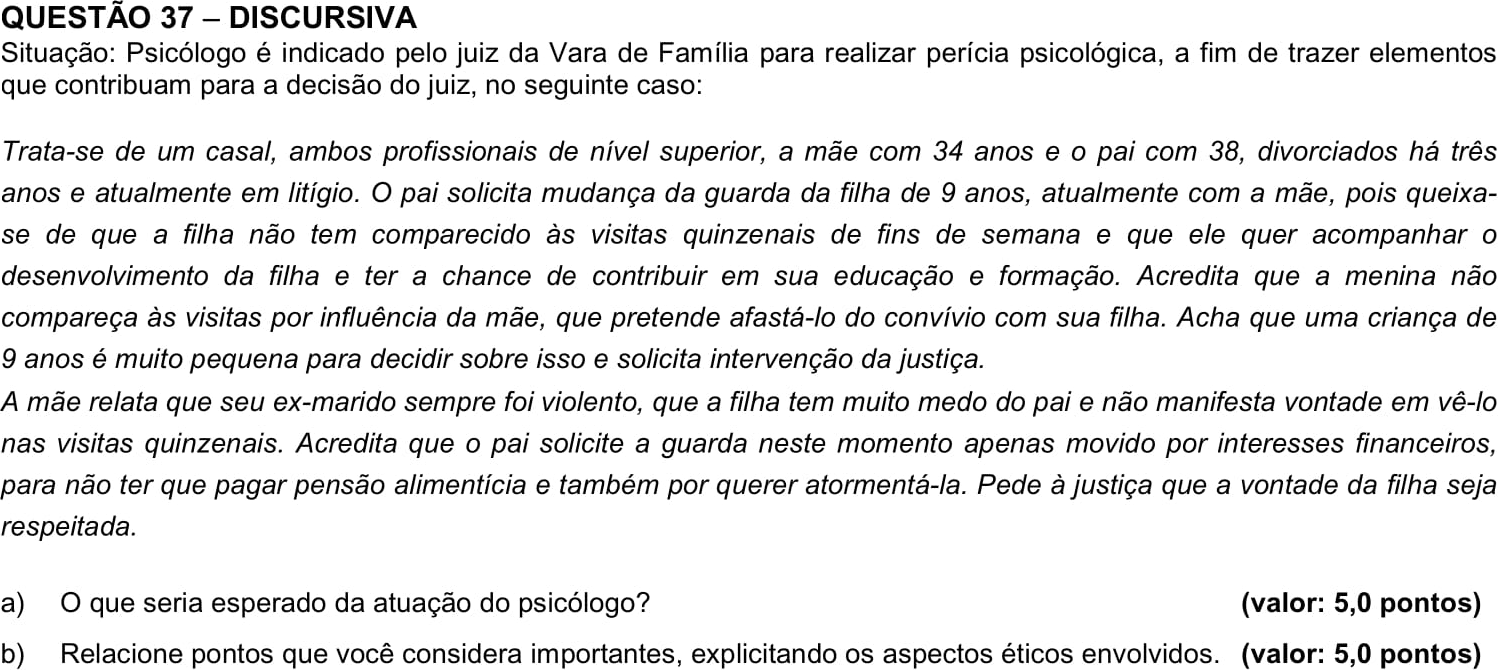 QUESTÃO 37 – DISCURSIVA
Situação: Psicólogo é indicado pelo juiz da Vara de Família para realizar perícia psicológica, a fim de trazer elementos
que contribuam para a decisão do juiz, no seguinte caso:
Trata-se de um casal, ambos profissionais de nível superior, a mãe com 34 anos e o pai com 38, divorciados há três
anos e atualmente em litígio. O pai solicita mudança da guarda da filha de 9 anos, atualmente com a mãe, pois queixa-
se de que a filha não tem comparecido às visitas quinzenais de fins de semana e que ele quer acompanhar o
desenvolvimento da filha e ter a chance de contribuir em sua educação e formação. Acredita que a menina não
compareça às visitas por influência da mãe, que pretende afastá-lo do convívio com sua filha. Acha que uma criança de
9 anos é muito pequena para decidir sobre isso e solicita intervenção da justiça.
A mãe relata que seu ex-marido sempre foi violento, que a filha tem muito medo do pai e não manifesta vontade em vê-lo
nas visitas quinzenais. Acredita que o pai solicite a guarda neste momento apenas movido por interesses financeiros,
para não ter que pagar pensão alimentícia e também por querer atormentá-la. Pede à justiça que a vontade da filha seja
respeitada.
a) O que seria esperado da atuação do psicólogo? (valor: 5,0 pontos)
b) Relacione pontos que você considera importantes, explicitando os aspectos éticos envolvidos. (valor: 5,0 pontos)